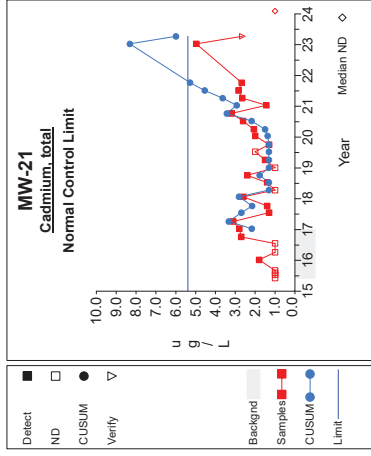 MW-21
Cadmium, total
Normal Control Limit
10.0
9.0
8.0
7.0
6.0
5.0
4.0
3.0
2.0
1.0
0.0
u g / L
15 16 17 18 19 20 21 22 23 24
Year
Median ND
Detect
ND
CUSUM
Verify
Backgnd
Samples
CUSUM
Limit